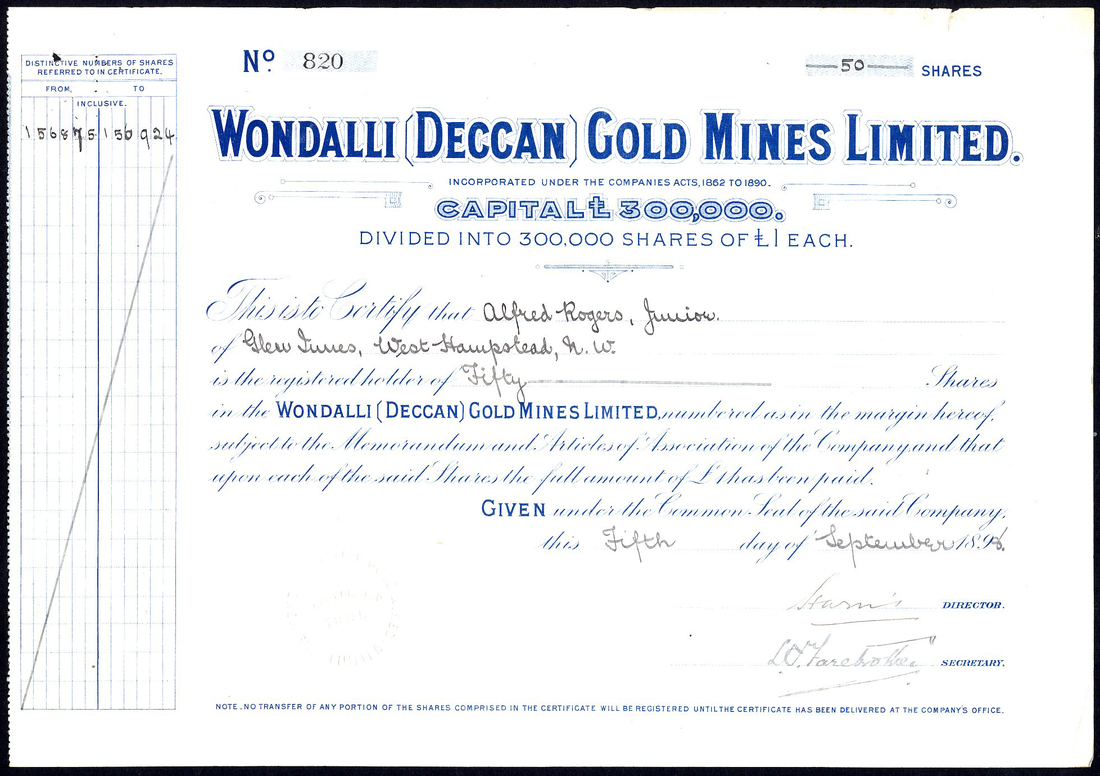 DISTINCTIVE NUMBERS OF SHARES
REFERRED TO IN CERTIFICATE.
FROM, TO
INCLUSIVE.
156875 156924
No. 820
50 SHARES
WONDALLI (DECCAN) GOLD MINES LIMITED.
INCORPORATED UNDER THE COMPANIES ACTS, 1862 TO 1890.
CAPITAL £300,000.
DIVIDED INTO 300,000 SHARES OF £1 EACH.
This is to Certify that Alfred Rogers, Junior.
of Glen Innes, West Hampstead, N.W.
is the registered holder of Fifty Shares
in the WONDALLI (DECCAN) GOLD MINES LIMITED, numbered as in the margin hereof,
subject to the Memorandum and Articles of Association of the Company, and that
upon each of the said Shares the full amount of £1 has been paid.
GIVEN under the Common Seal of the said Company,
this Fifth day of September 189
DIRECTOR.
SECRETARY.
NOTE. NO TRANSFER OF ANY PORTION OF THE SHARES COMPRISED IN THE CERTIFICATE WILL BE REGISTERED UNTIL THE CERTIFICATE HAS BEEN DELIVERED AT THE COMPANY'S OFFICE.